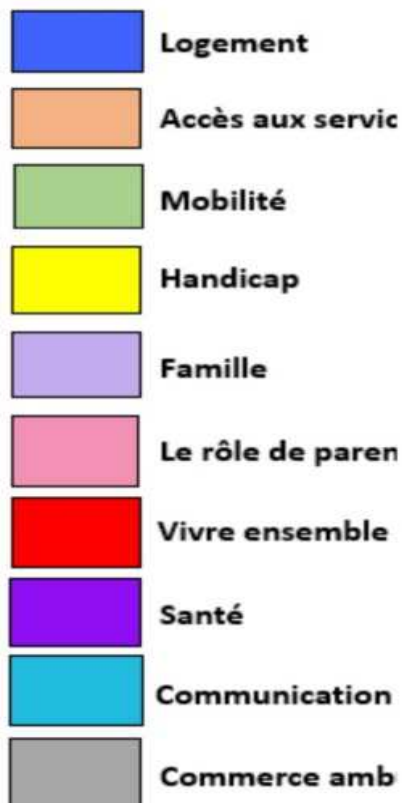 Logement
Accès aux servic
Mobilité
Handicap
Famille
Le rôle de paren
Vivre ensemble
Santé
Communication
Commerce amb